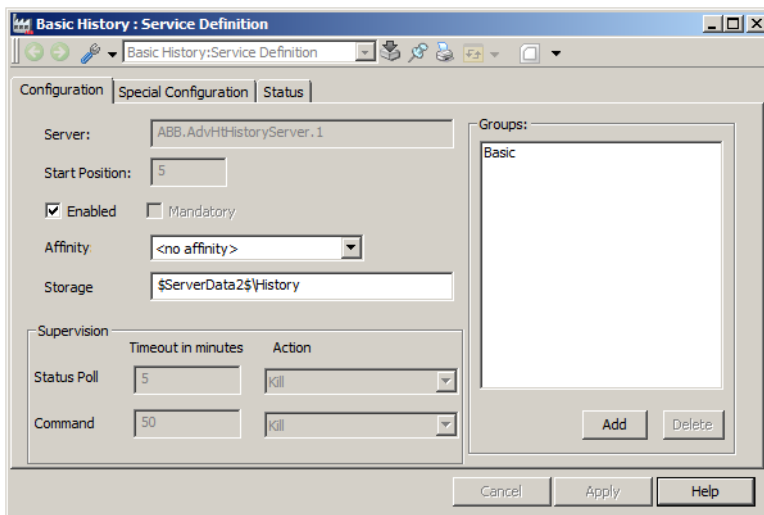 Basic History : Service Definition
Basic History:Service Definition
Configuration Special Configuration Status
Server: ABB.AdvHtHistoryServer.1
Start Position: 5
Enabled Mandatory
Affinity: <no affinity>
Storage $ServerData2$\History
Supervision
Timeout in minutes Action
Status Poll 5 Kill
Command 50 Kill
Groups:
Basic
Add Delete
Cancel Apply Help